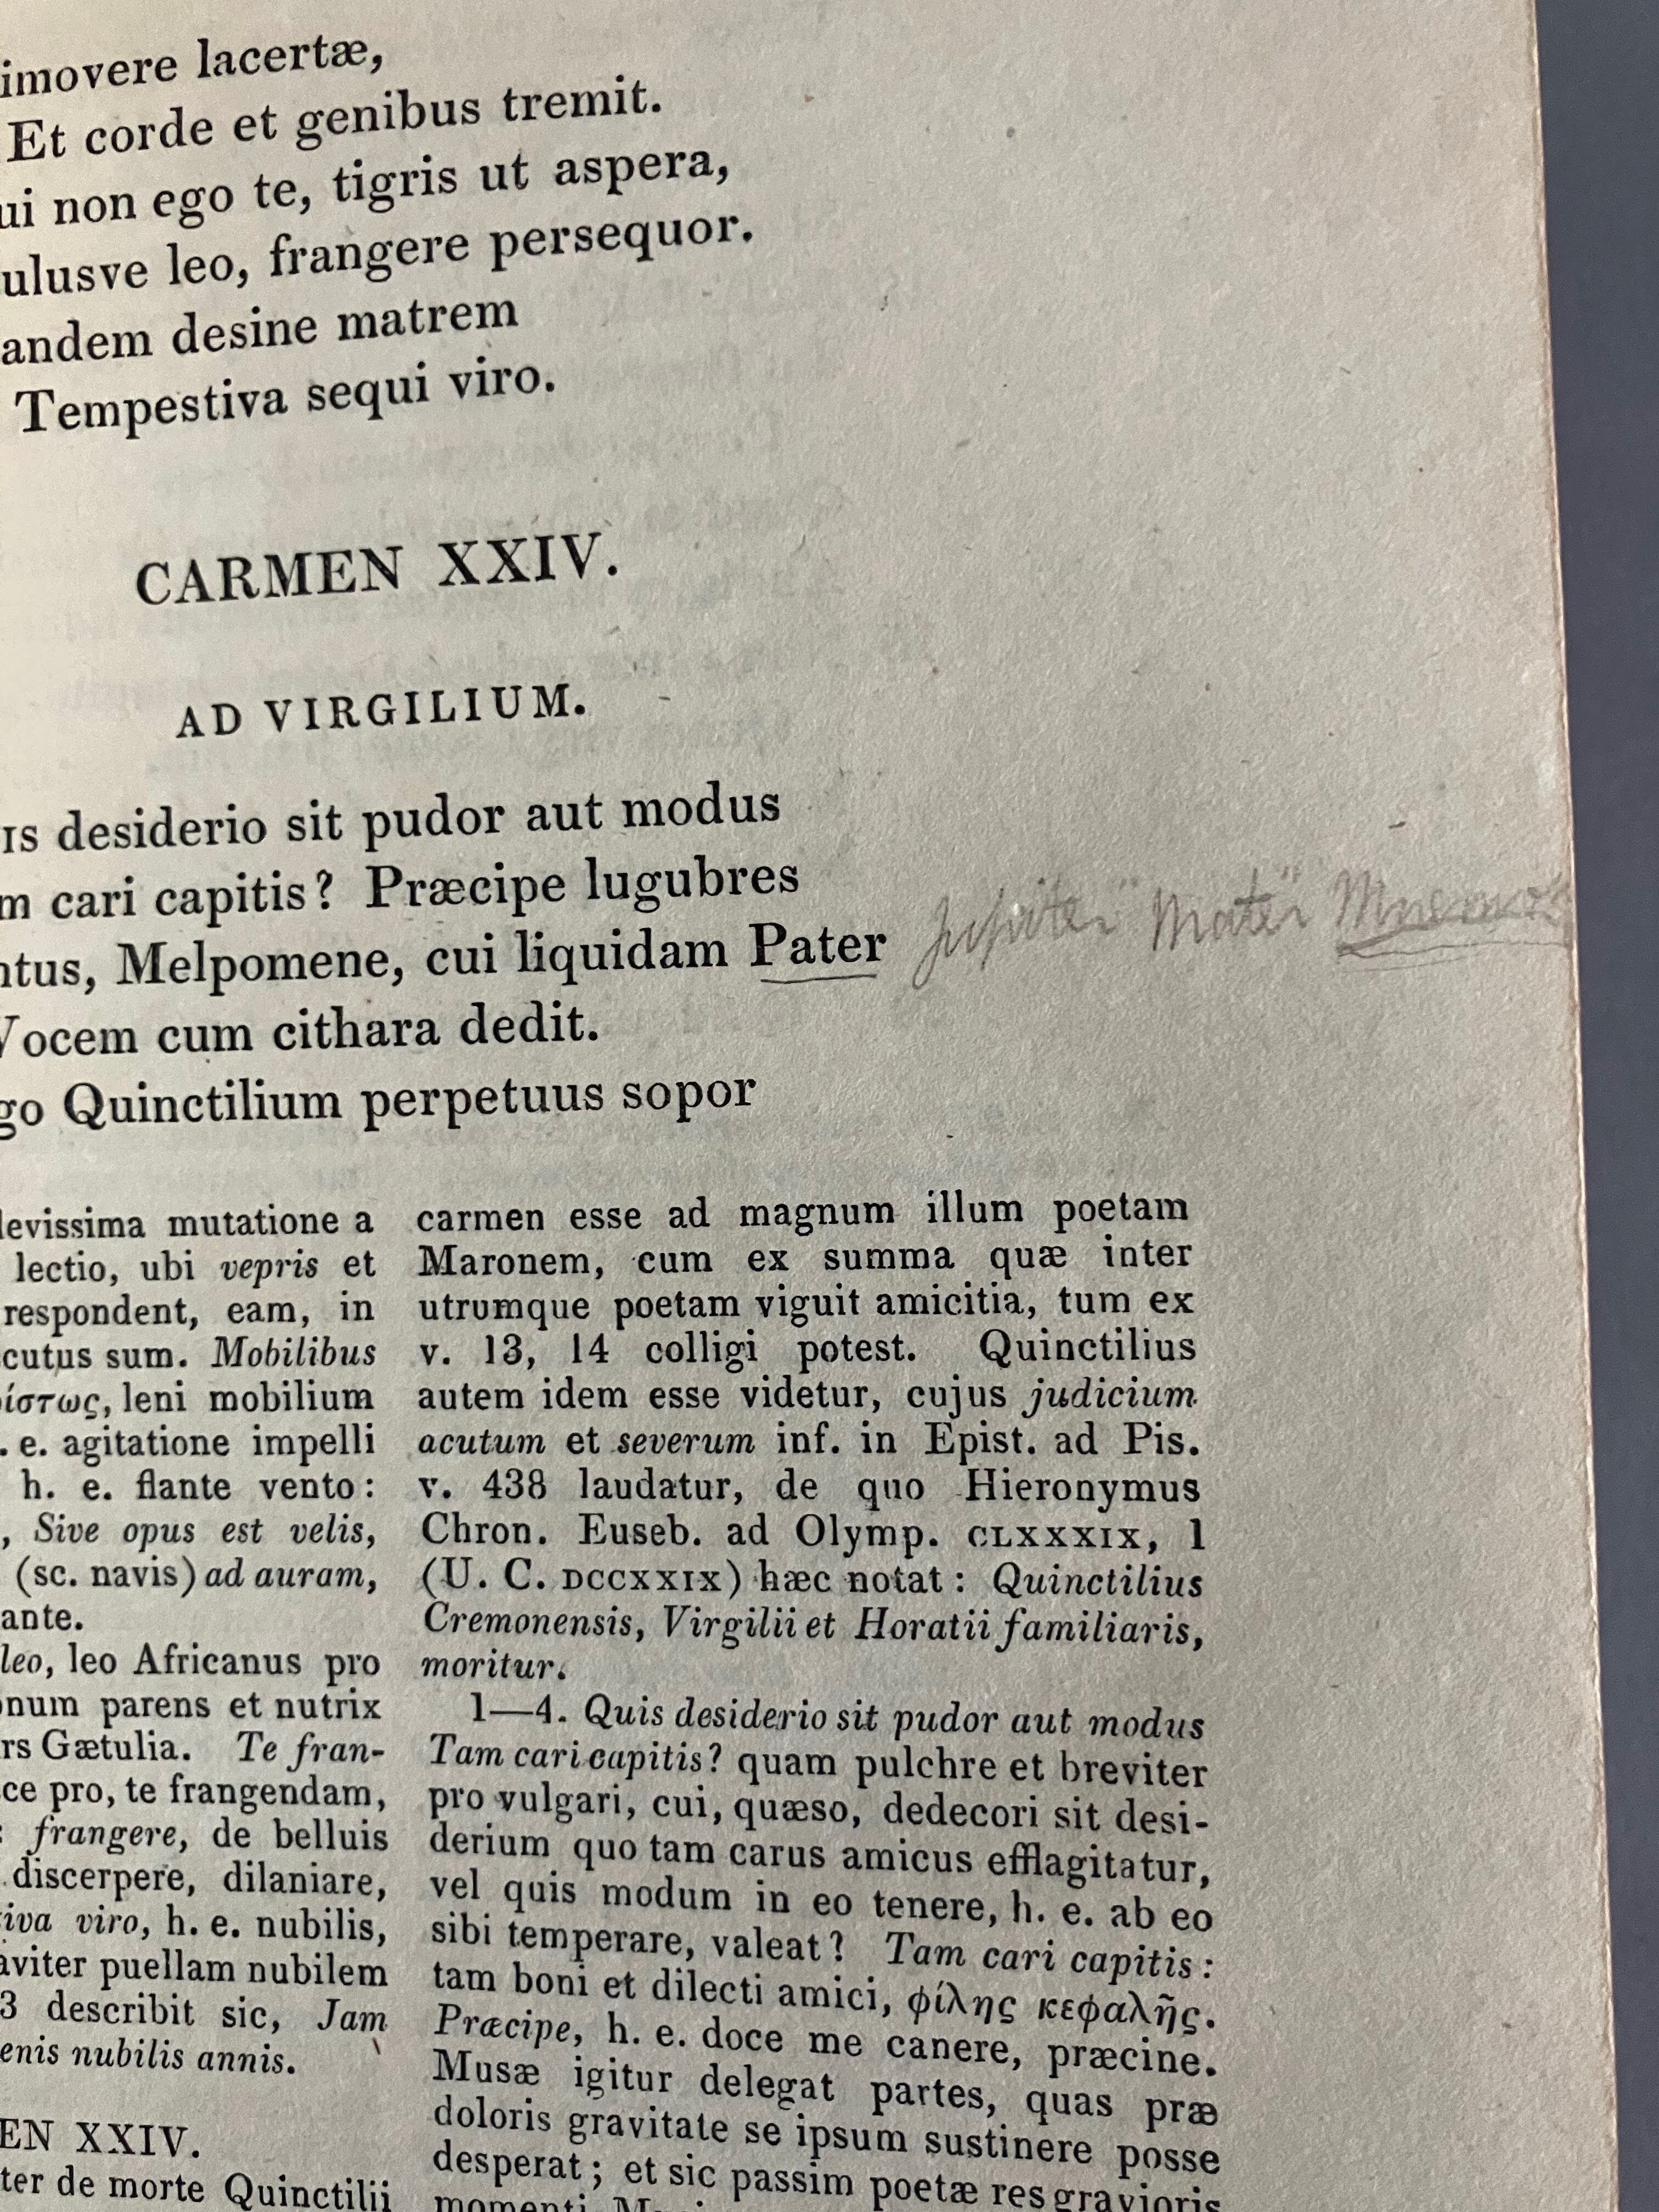 imovere lacertæ,
Et corde et genibus tremit.
ui non ego te, tigris ut aspera,
ulusve leo, frangere persequor.
andem desine matrem
Tempestiva sequi viro.
CARMEN XXIV.
AD VIRGILIUM.
IS desiderio sit pudor aut modus
m cari capitis? Præcipe lugubres
ntus, Melpomene, cui liquidam Pater Jupiter" Mater"
Vocem cum cithara dedit.
go Quinctilium perpetuus sopor
levissima mutatione a
lectio, ubi vepris et
respondent, eam, in
cutus sum. Mobilibus
ίστως, leni mobilium
. e. agitatione impelli
h. e. flante vento:
, Sive opus est velis,
(sc. navis) ad auram,
ante.
leo, leo Africanus pro
onum parens et nutrix
rs Gætulia. Te fran-
ce pro, te frangendam,
: frangere, de belluis
discerpere, dilaniare,
tiva viro, h. e. nubilis,
aviter puellam nubilem
3 describit sic, Jam
enis nubilis annis.
EN XXIV.
ter de morte Quinctilii
carmen esse ad magnum illum poetam
Maronem, cum ex summa quæ inter
utrumque poetam viguit amicitia, tum ex
v. 13, 14 colligi potest. Quinctilius
autem idem esse videtur, cujus judicium
acutum et severum inf. in Epist. ad Pis.
v. 438 laudatur, de quo Hieronymus
Chron. Euseb. ad Olymp. CLXXXIX, 1
(U. C. DCCXXIX) hæc notat: Quinctilius
Cremonensis, Virgilii et Horatii familiaris,
moritur.
1—4. Quis desiderio sit pudor aut modus
Tam cari capitis? quam pulchre et breviter
pro vulgari, cui, quæso, dedecori sit desi-
derium quo tam carus amicus efflagitatur,
vel quis modum in eo tenere, h. e. ab eo
sibi temperare, valeat? Tam cari capitis:
tam boni et dilecti amici, φίλης κεφαλῆς.
Præcipe, h. e. doce me canere, præcine.
Musæ igitur delegat partes, quas præ
doloris gravitate se ipsum sustinere posse
desperat; et sic passim poetæ res gravioris